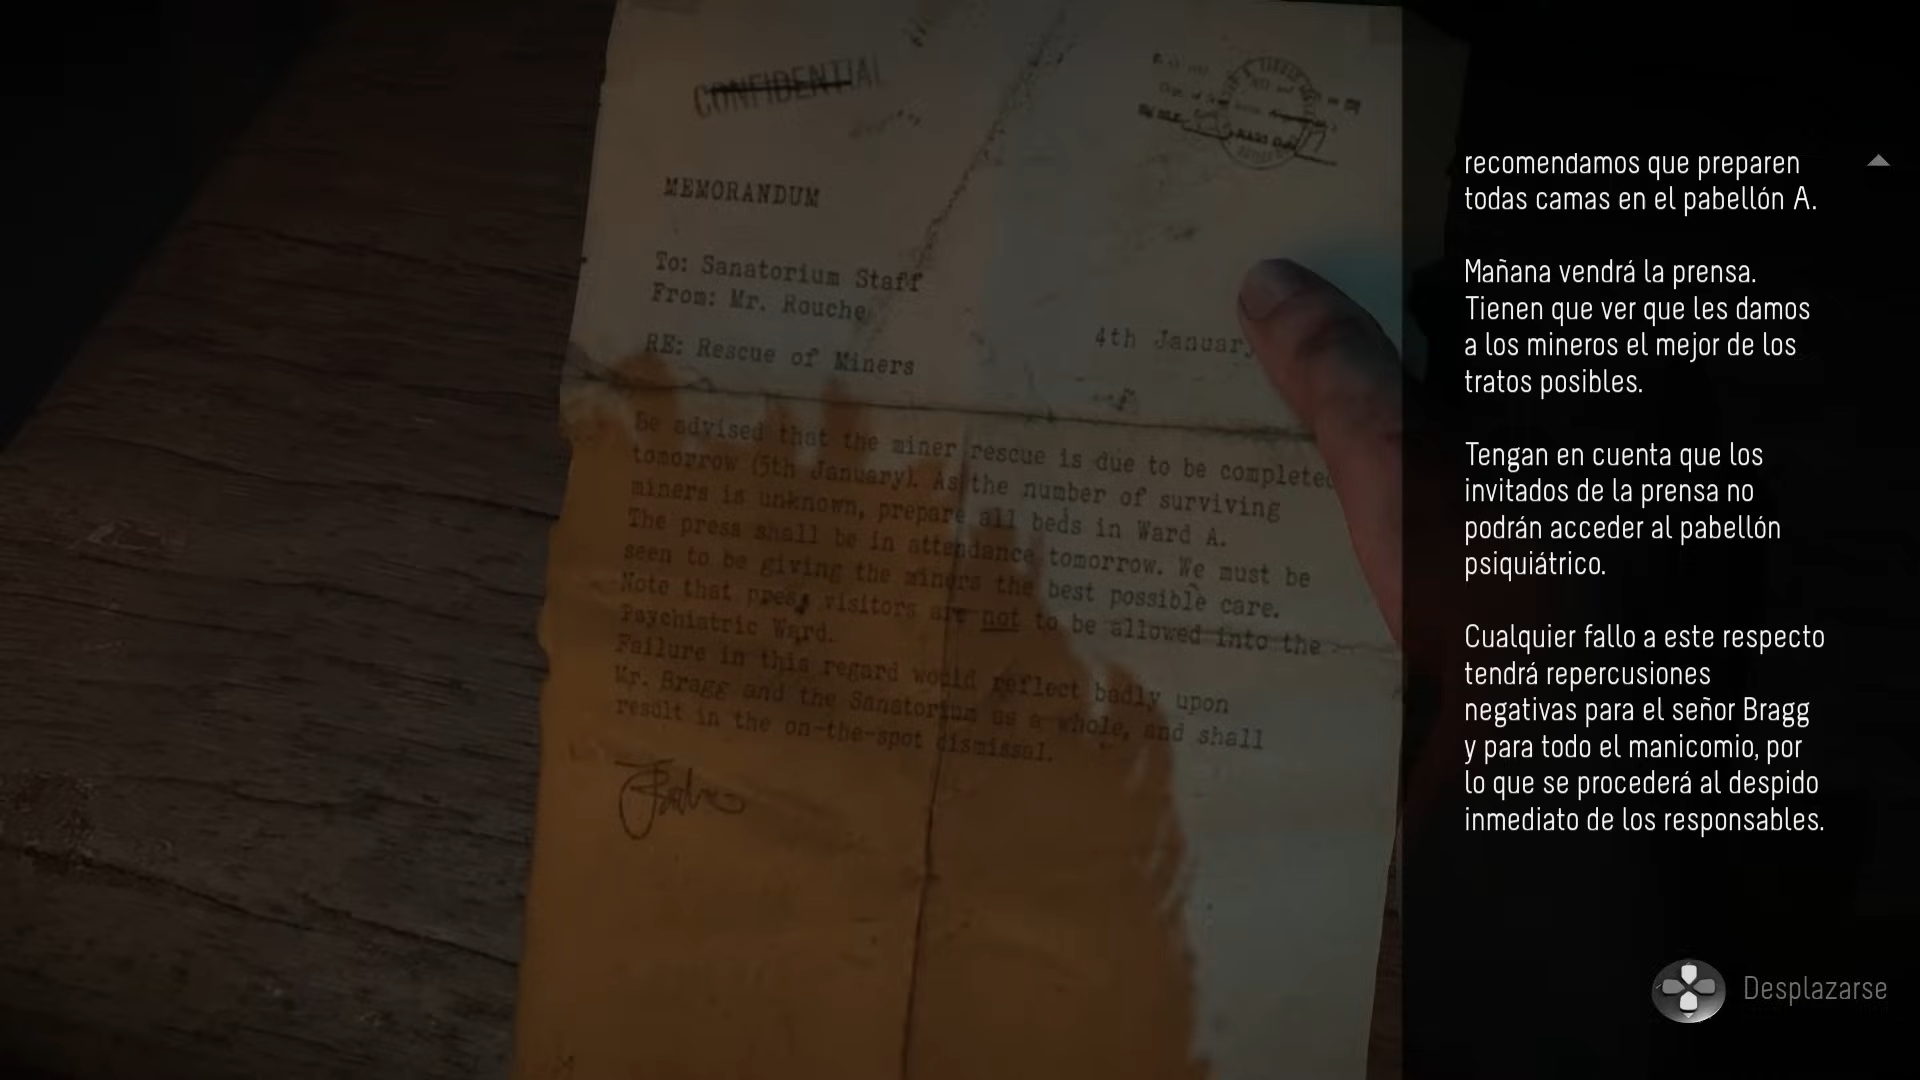 CONFIDENTIAL
MEMORANDUM
To: Sanatorium Staff
From: Mr. Rouche
4th January
RE: Rescue of Miners
Be advised that the miner rescue is due to be completed
tomorrow (5th January). As the number of surviving
miners is unknown, prepare all beds in Ward A.
The press shall be in attendance tomorrow. We must be
seen to be giving the miners the best possible care.
Note that press visitors are not to be allowed into the
Psychiatric Ward.
Failure in this regard would reflect badly upon
Mr. Bragg and the Sanatorium as a whole, and shall
result in the on-the-spot dismissal.
recomendamos que preparen
todas camas en el pabellón A.
Mañana vendrá la prensa.
Tienen que ver que les damos
a los mineros el mejor de los
tratos posibles.
Tengan en cuenta que los
invitados de la prensa no
podrán acceder al pabellón
psiquiátrico.
Cualquier fallo a este respecto
tendrá repercusiones
negativas para el señor Bragg
y para todo el manicomio, por
lo que se procederá al despido
inmediato de los responsables.
Desplazarse